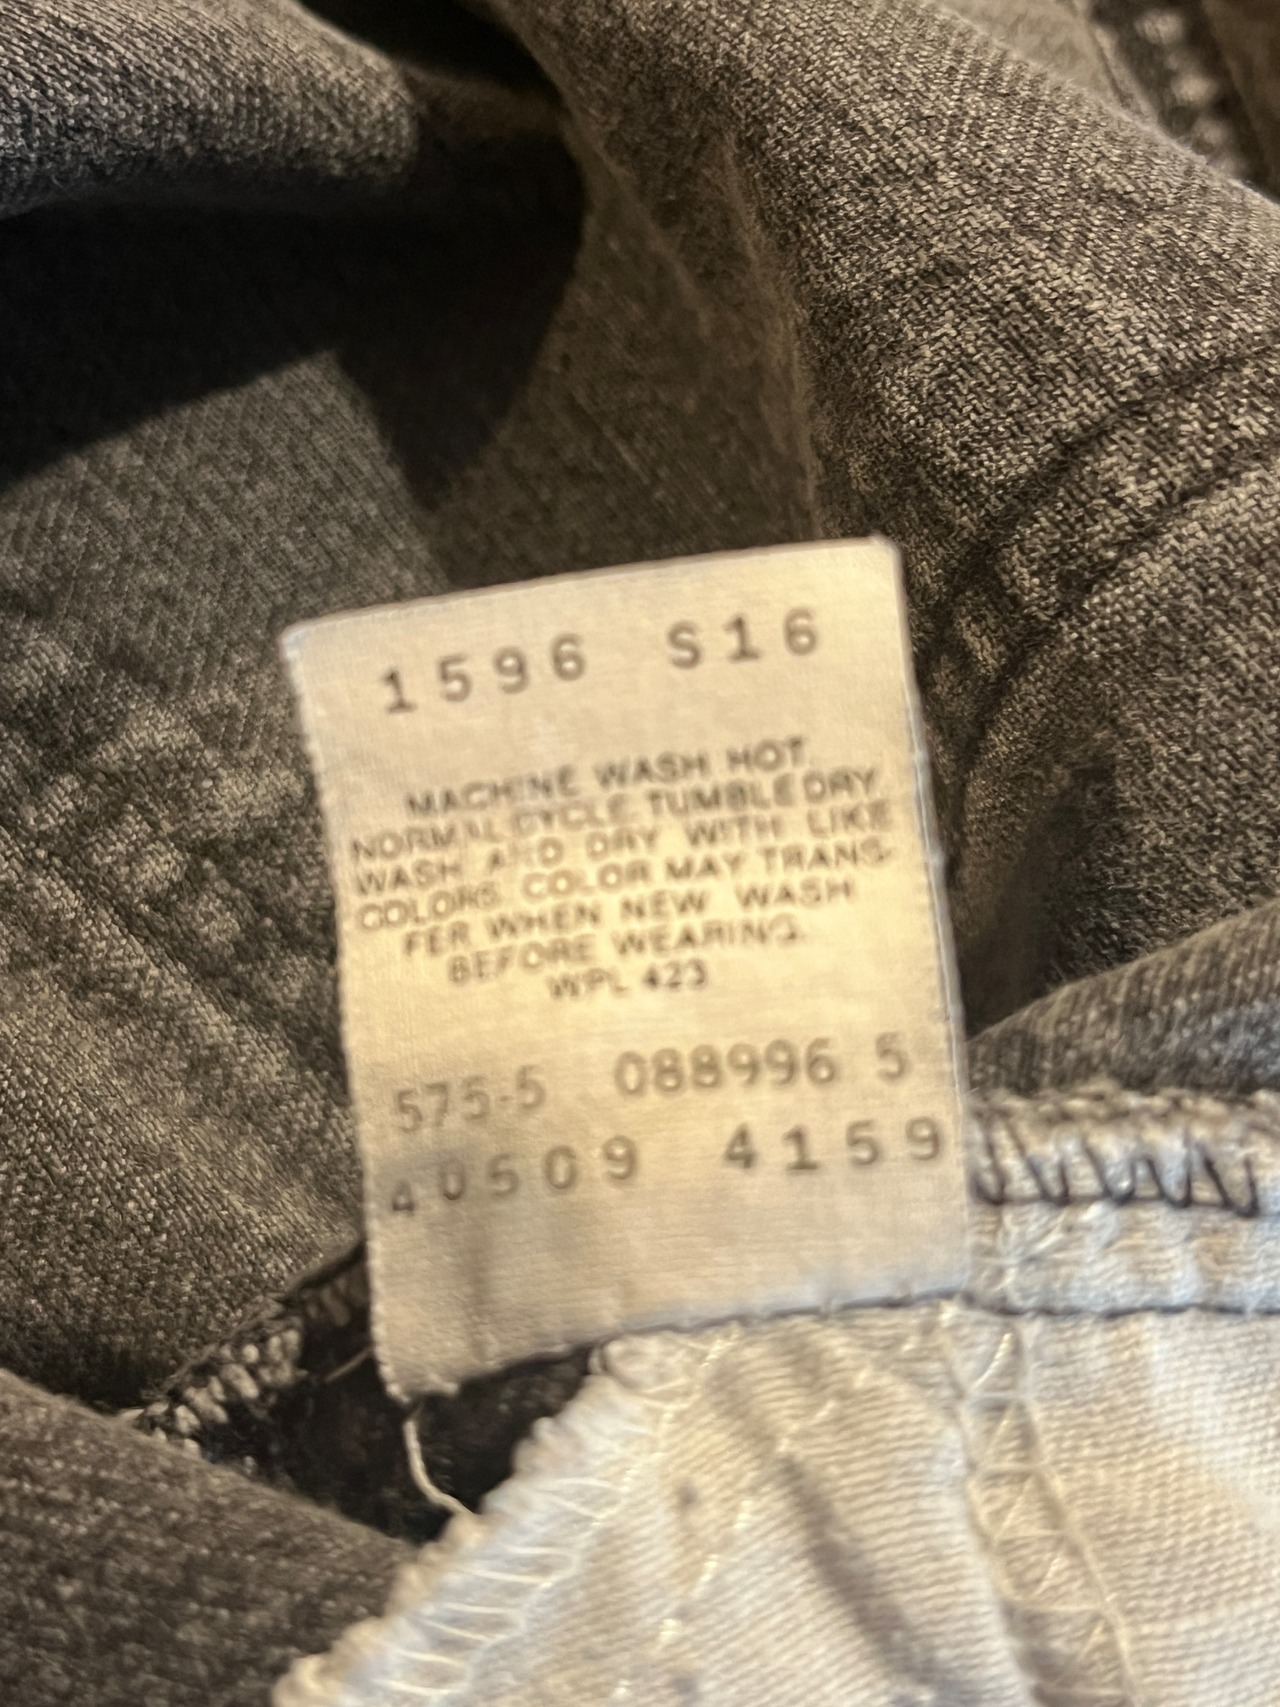 1596 S16
MACHINE WASH HOT.
NORMAL CYCLE TUMBLE DRY
WASH AND DRY WITH LIKE
COLORS COLOR MAY TRANS-
FER WHEN NEW WASH
BEFORE WEARING.
WPL 423
575-5 088996 5
40509 4159